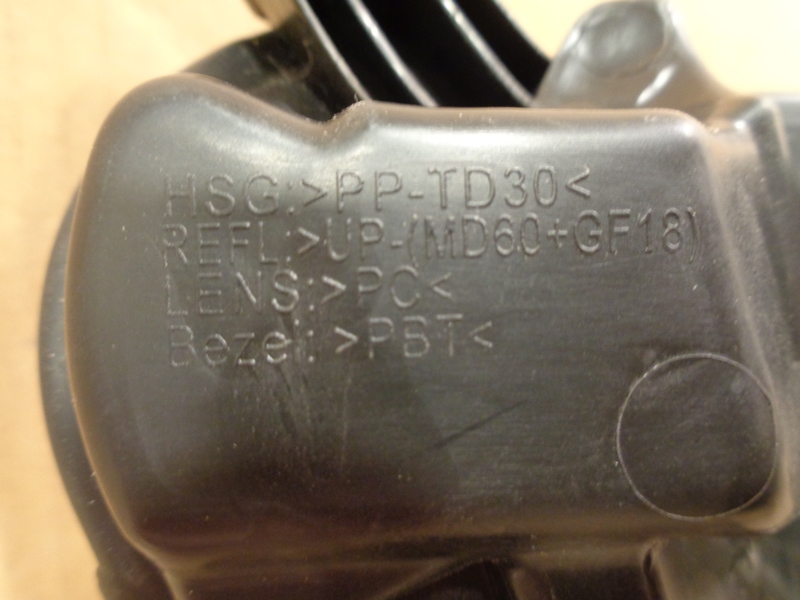 HSG:>PP-TD30<
REFL:>UP-(MD60+GF18)
LENS:>PC<
Bezel: >PBT<